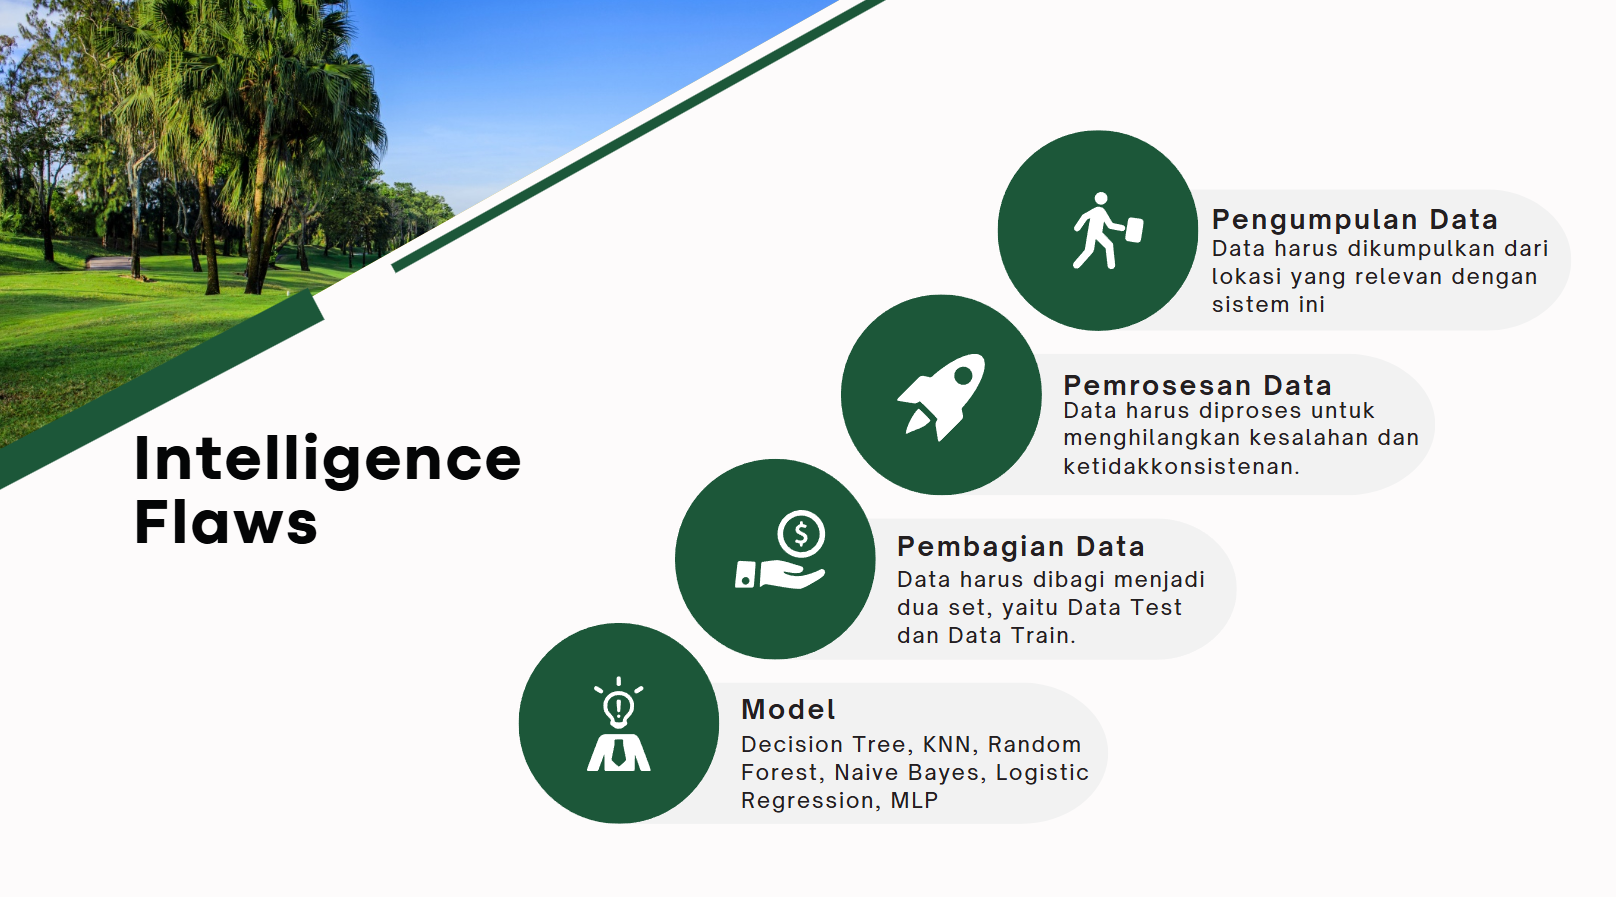 Intelligence
Flaws
Pengumpulan Data
Data harus dikumpulkan dari
lokasi yang relevan dengan
sistem ini
Pemrosesan Data
Data harus diproses untuk
menghilangkan kesalahan dan
ketidakkonsistenan.
Pembagian Data
Data harus dibagi menjadi
dua set, yaitu Data Test
dan Data Train.
Model
Decision Tree, KNN, Random
Forest, Naive Bayes, Logistic
Regression, MLP